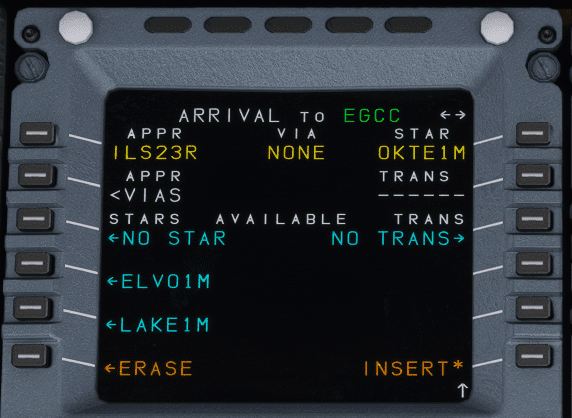 ARRIVAL TO EGCC ←→
APPR VIA STAR
ILS23R NONE OKTE1M
APPR TRANS
<VIAS ------
STARS AVAILABLE TRANS
←NO STAR NO TRANS→
←ELVO1M
←LAKE1M
←ERASE INSERT*
↑